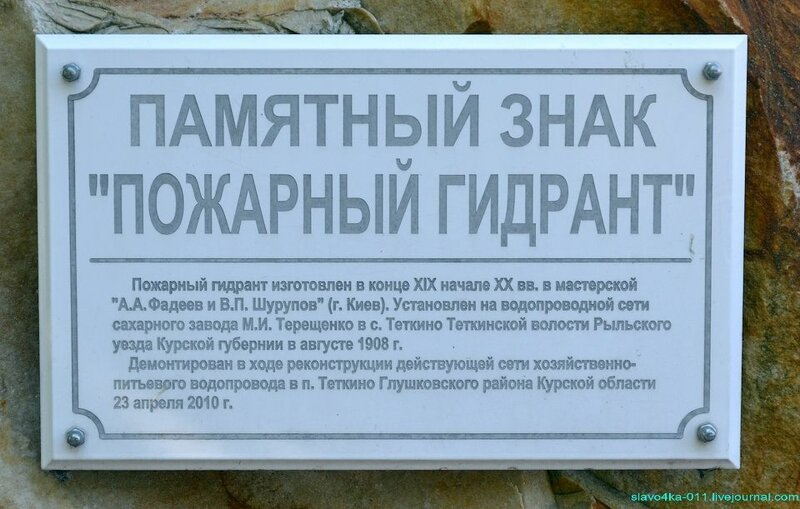 ПАМЯТНЫЙ ЗНАК
"ПОЖАРНЫЙ ГИДРАНТ"
Пожарный гидрант изготовлен в конце XIX начале XX вв. в мастерской
"А.А. Фадеев и В.П. Шурупов" (г. Киев). Установлен на водопроводной сети
сахарного завода М.И. Терещенко в с. Теткино Теткинской волости Рыльского
уезда Курской губернии в августе 1908 г.
Демонтирован в ходе реконструкции действующей сети хозяйственно-
питьевого водопровода в п. Теткино Глушковского района Курской области
23 апреля 2010 г.
slavo4ka-011.livejournal.com